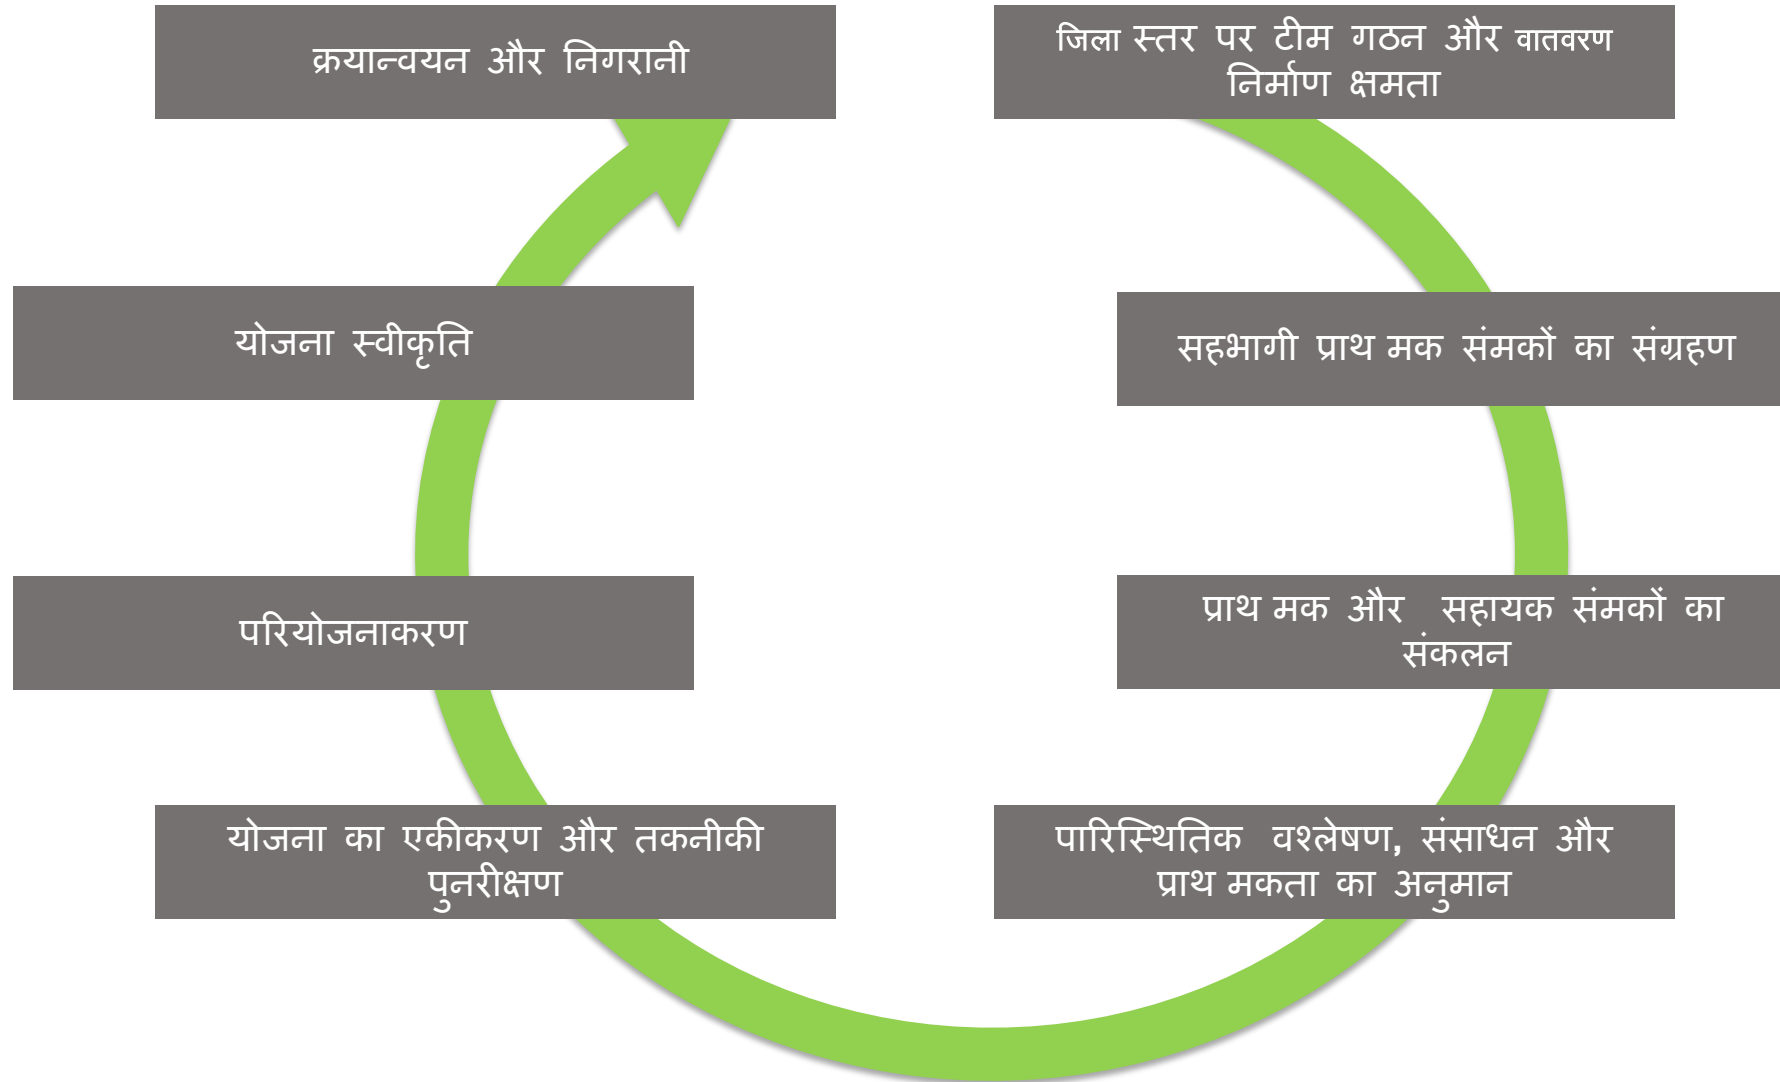 जिला स्तर पर टीम गठन और वातवरण
निर्माण क्षमता
सहभागी प्राथ मक संमकों का संग्रहण
प्राथ मक और सहायक संमकों का
संकलन
पारिस्थितिक वश्लेषण, संसाधन और
प्राथ मकता का अनुमान
योजना का एकीकरण और तकनीकी
पुनरीक्षण
परियोजनाकरण
योजना स्वीकृति
क्रयान्वयन और निगरानी